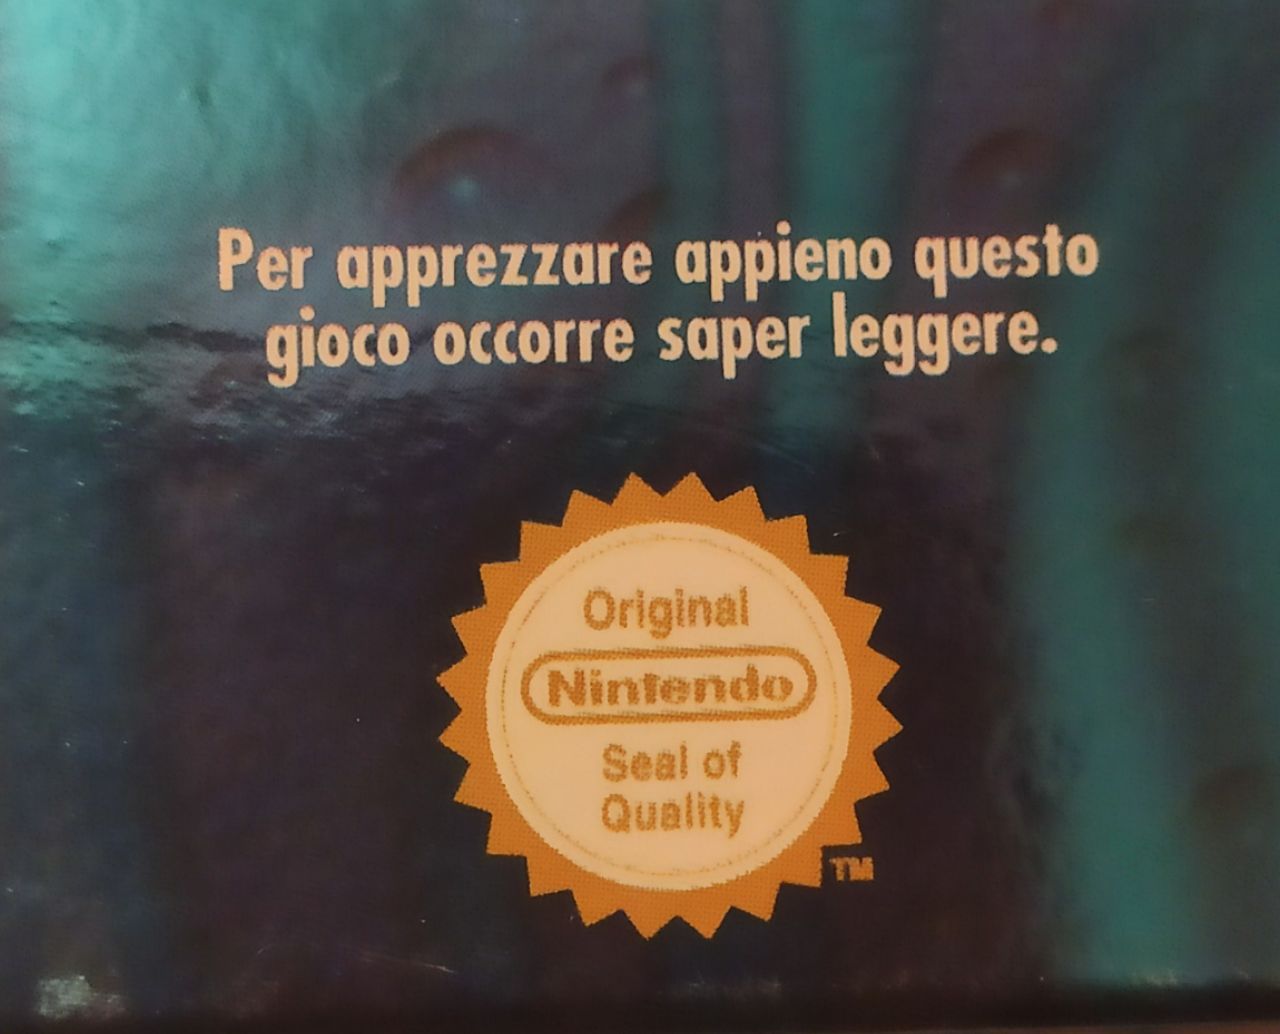 Per apprezzare appieno questo
gioco occorre saper leggere.
Original
Nintendo
Seal of
Quality
TM